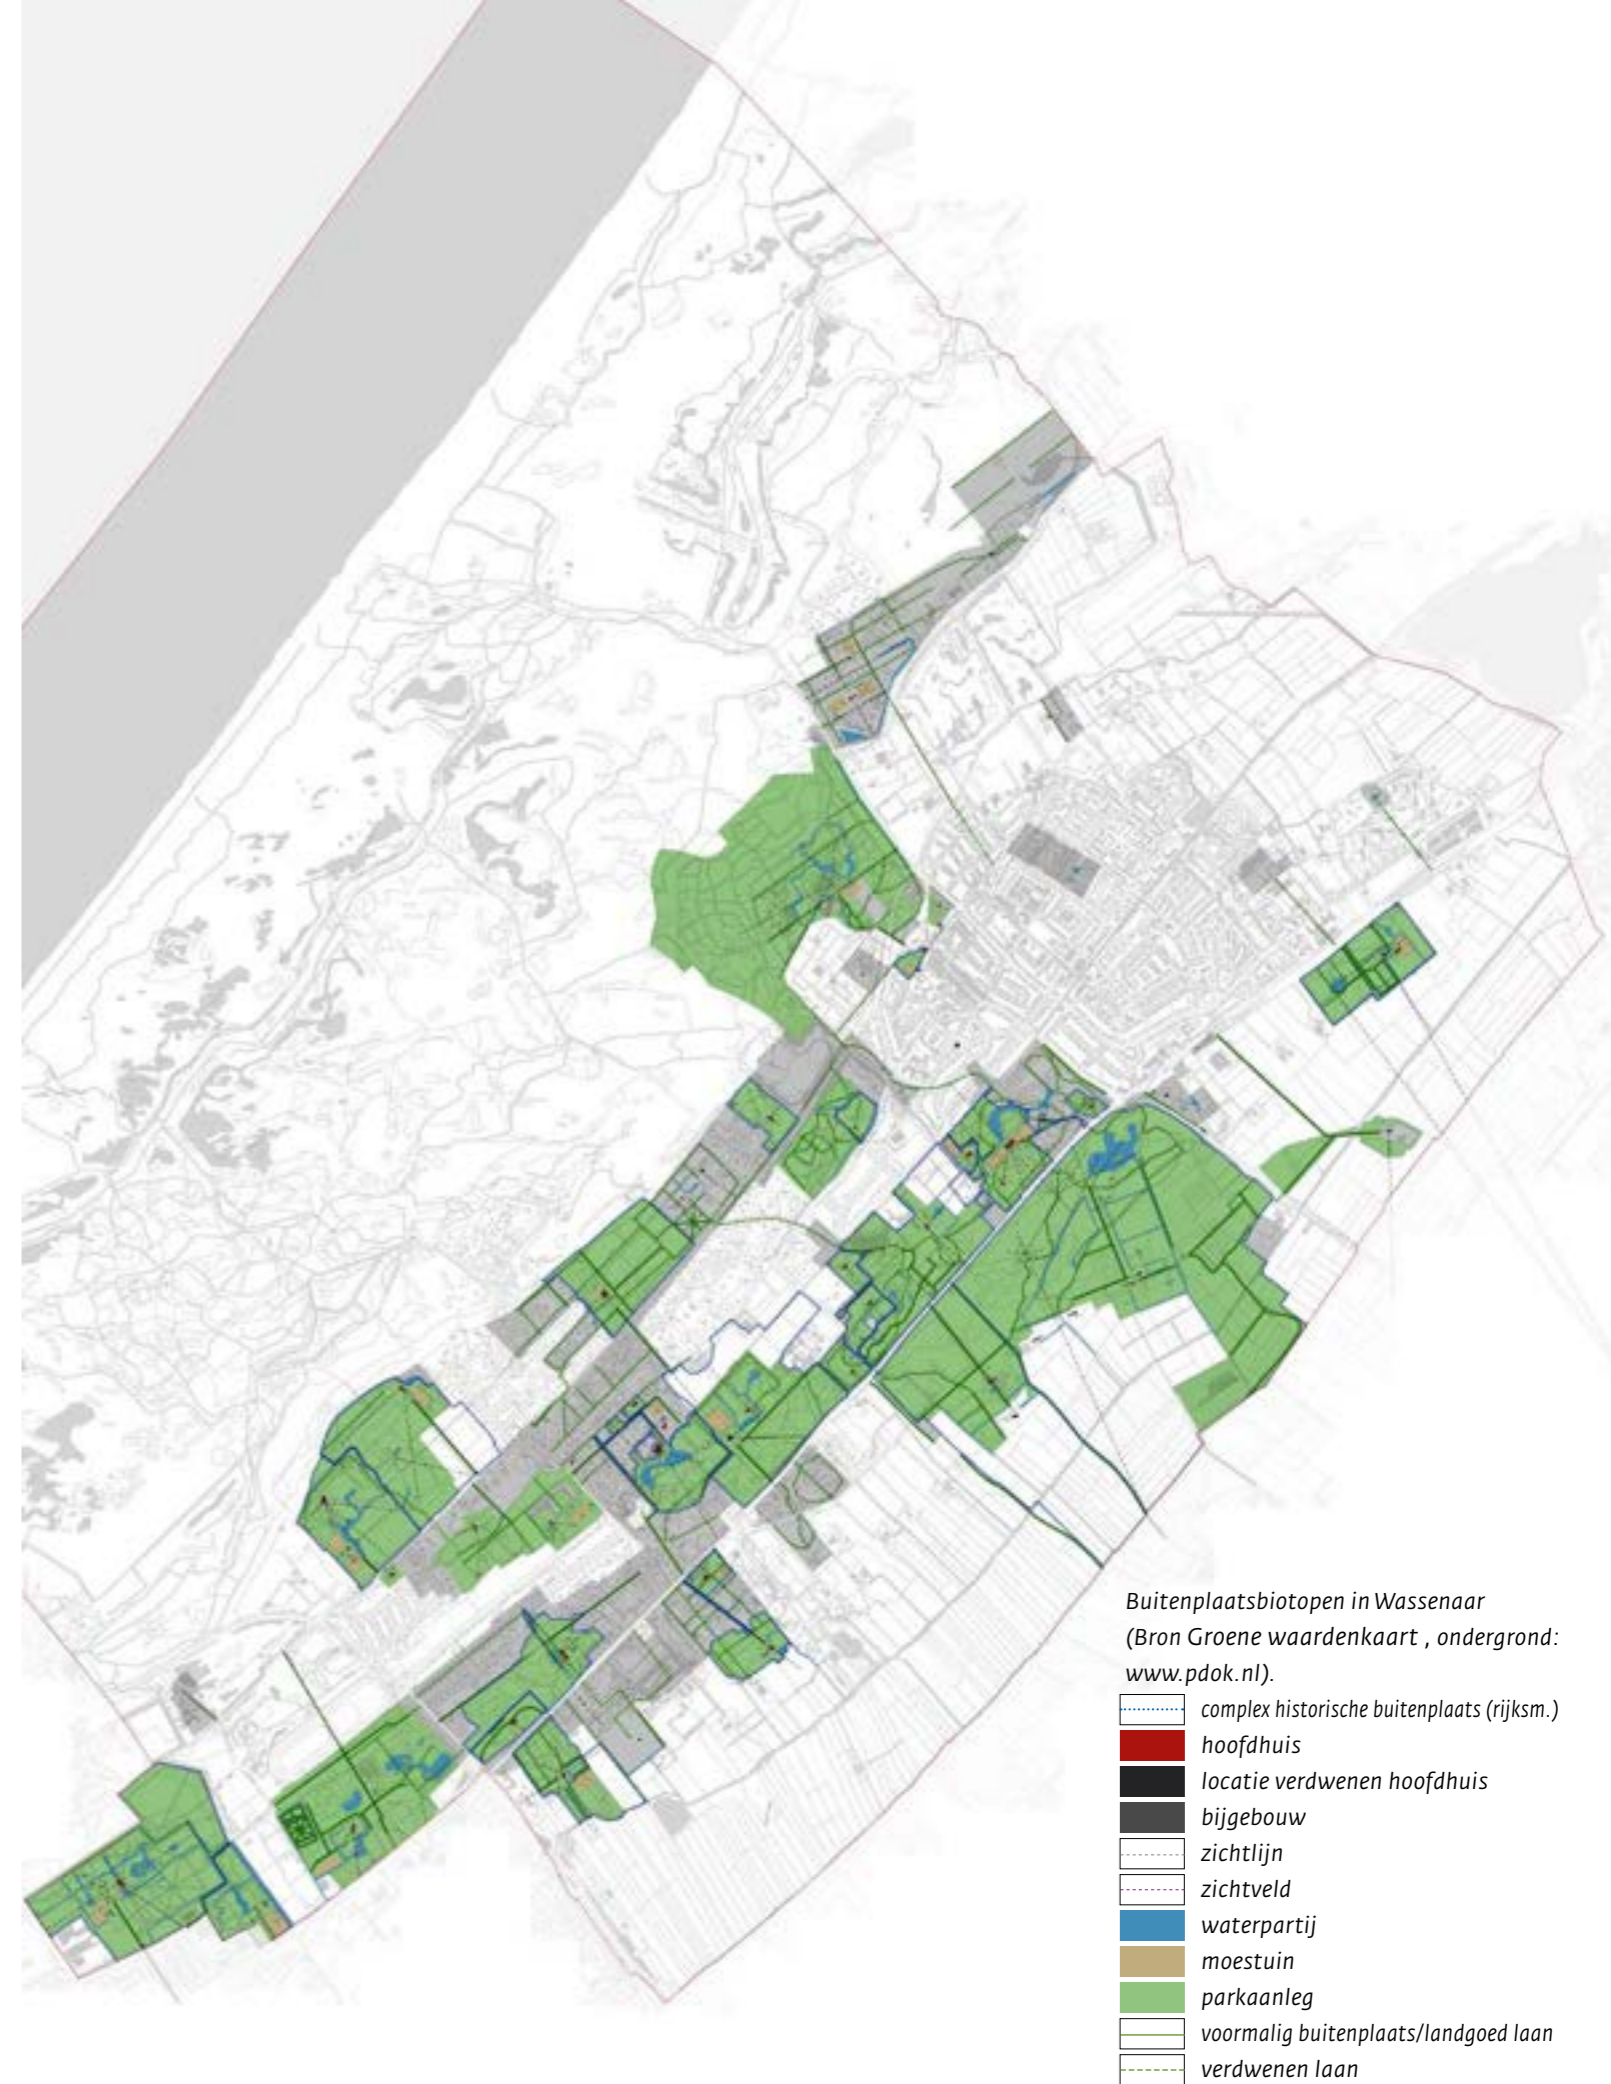 Buitenplaatsbiotopen in Wassenaar
(Bron Groene waardenkaart , ondergrond:
www.pdok.nl).
complex historische buitenplaats (rijksm.)
hoofdhuis
locatie verdwenen hoofdhuis
bijgebouw
zichtlijn
zichtveld
waterpartij
moestuin
parkaanleg
voormalig buitenplaats/landgoed laan
verdwenen laan